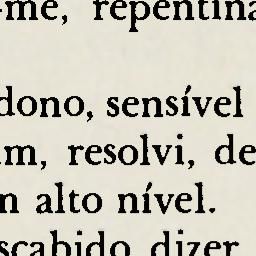 -me, repentina
dono, sensível
m, resolvi, de
m alto nível.
scabido dizer